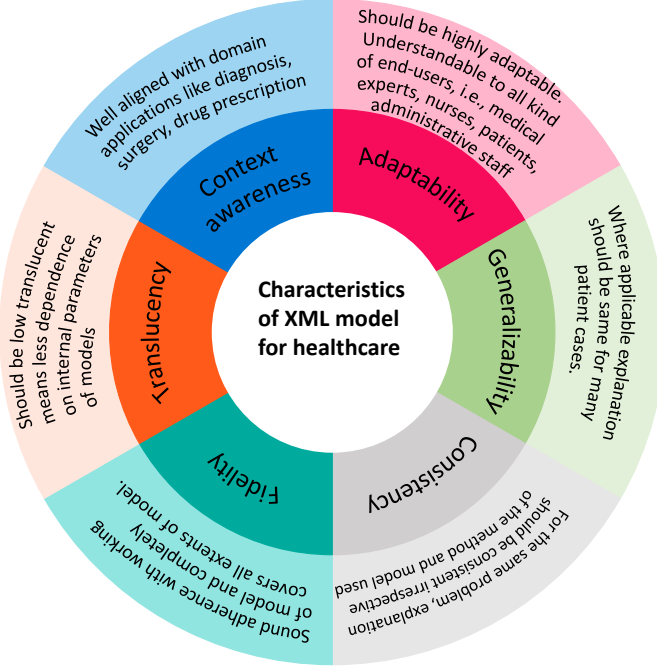 Characteristics
of XML model
for healthcare
Adaptability
Should be highly adaptable.
Understandable to all kind
of end-users, i.e., medical
experts, nurses, patients,
administrative staff
Generalizability
Where applicable explanation
should be same for many
patient cases.
Consistency
For the same problem, explanation
should be consistent irrespective
of the method and model used
Fidelity
Sound adherence with working
of model and completely
covers all extents of model.
Translucency
Should be low translucent
means less dependence
on internal parameters
of models
Context
awareness
Well aligned with domain
applications like diagnosis,
surgery, drug prescription